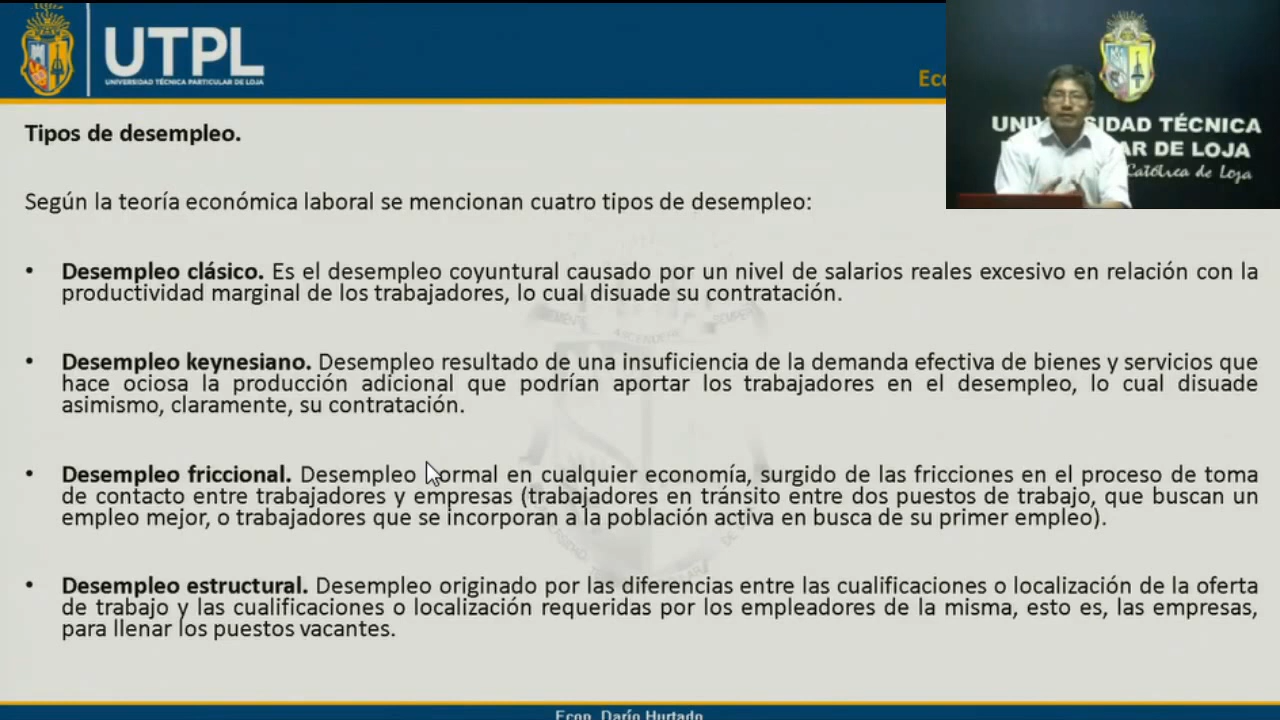 UTPL
UNIVERSIDAD TÉCNICA PARTICULAR DE LOJA
UNIVERSIDAD TÉCNICA
AR DE LOJA
Católica de Loja
Tipos de desempleo.
Según la teoría económica laboral se mencionan cuatro tipos de desempleo:
• Desempleo clásico. Es el desempleo coyuntural causado por un nivel de salarios reales excesivo en relación con la
productividad marginal de los trabajadores, lo cual disuade su contratación.
• Desempleo keynesiano. Desempleo resultado de una insuficiencia de la demanda efectiva de bienes y servicios que
hace ociosa la producción adicional que podrían aportar los trabajadores en el desempleo, lo cual disuade
asimismo, claramente, su contratación.
• Desempleo friccional. Desempleo normal en cualquier economía, surgido de las fricciones en el proceso de toma
de contacto entre trabajadores y empresas (trabajadores en tránsito entre dos puestos de trabajo, que buscan un
empleo mejor, o trabajadores que se incorporan a la población activa en busca de su primer empleo).
• Desempleo estructural. Desempleo originado por las diferencias entre las cualificaciones o localización de la oferta
de trabajo y las cualificaciones o localización requeridas por los empleadores de la misma, esto es, las empresas,
para llenar los puestos vacantes.
Econ. Darío Hurtado